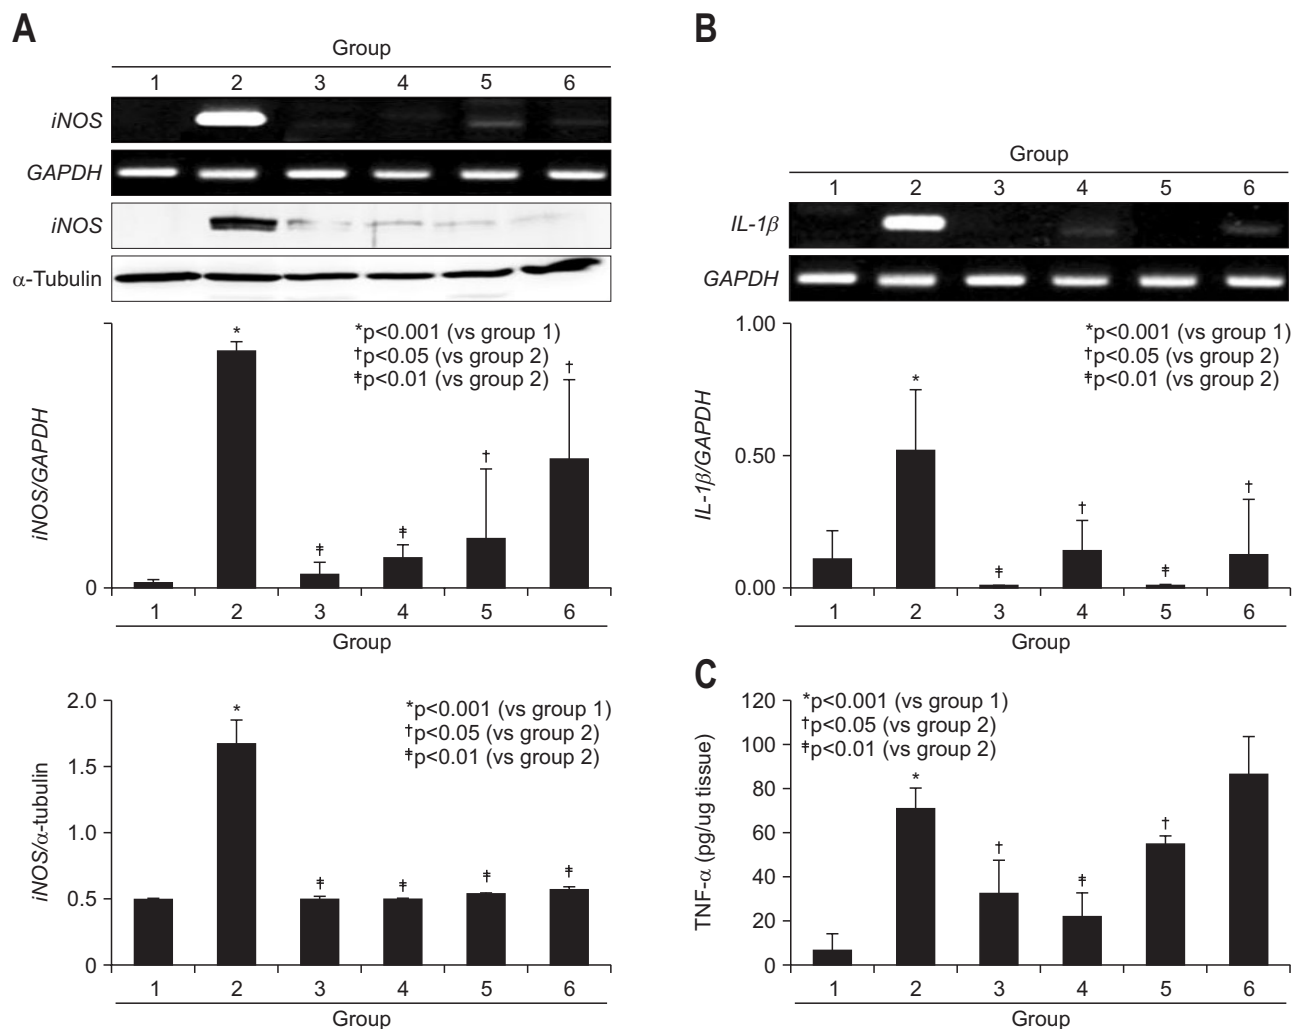 A
Group
1 2 3 4 5 6
iNOS
GAPDH
iNOS
α-Tubulin
*p<0.001 (vs group 1)
†p<0.05 (vs group 2)
‡p<0.01 (vs group 2)
iNOS/GAPDH
* ‡ ‡ † †
0
1 2 3 4 5 6
Group
2.0
1.5
1.0
0.5
0
iNOS/α-tubulin
*p<0.001 (vs group 1)
†p<0.05 (vs group 2)
‡p<0.01 (vs group 2)
* ‡ ‡ ‡ ‡
1 2 3 4 5 6
Group
B
Group
1 2 3 4 5 6
IL-1β
GAPDH
1.00
0.50
0.00
IL-1β/GAPDH
*p<0.001 (vs group 1)
†p<0.05 (vs group 2)
‡p<0.01 (vs group 2)
* ‡ † ‡ †
1 2 3 4 5 6
Group
C
120
100
80
60
40
20
0
TNF-α (pg/ug tissue)
*p<0.001 (vs group 1)
†p<0.05 (vs group 2)
‡p<0.01 (vs group 2)
* † ‡ †
1 2 3 4 5 6
Group